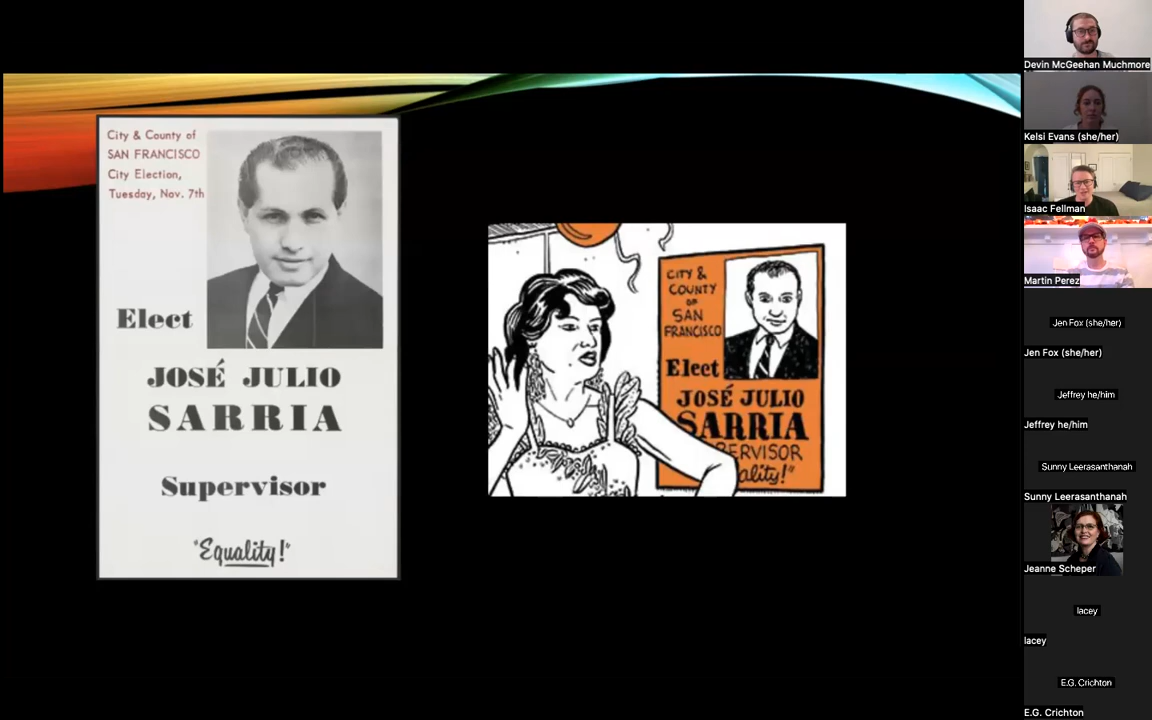 City & County of
SAN FRANCISCO
City Election,
Tuesday, Nov. 7th
Elect
JOSÉ JULIO
SARRIA
Supervisor
"Equality!"
CITY &
COUNTY
OF
SAN
FRANCISCO
Elect
JOSÉ JULIO
SARRIA
ERVISOR
ality!"
Devin McGeehan Muchmore
Kelsi Evans (she/her)
Isaac Fellman
Martin Perez
Jen Fox (she/her)
Jen Fox (she/her)
Jeffrey he/him
Jeffrey he/him
Sunny Leerasanthanah
Sunny Leerasanthanah
Jeanne Scheper
lacey
lacey
E.G. Crichton
E.G. Crichton